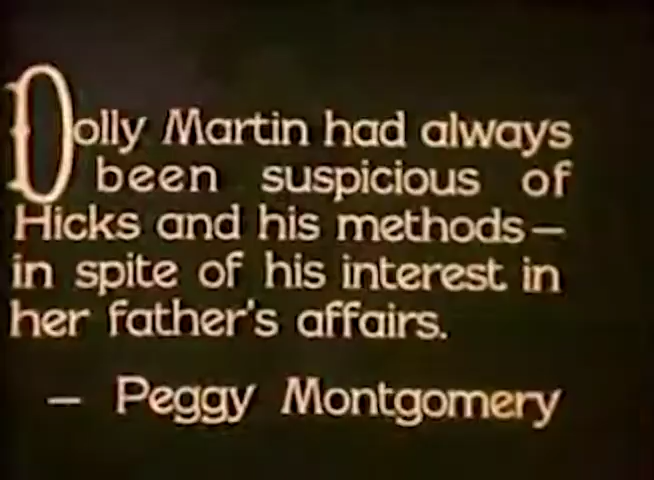 Dolly Martin had always
been suspicious of
Hicks and his methods—
in spite of his interest in
her father's affairs.
— Peggy Montgomery